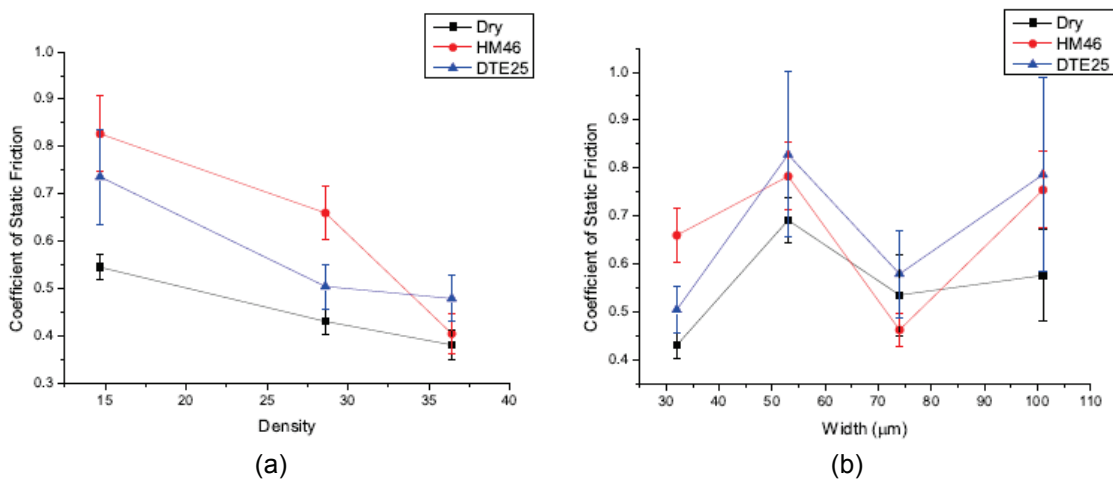 Dry
HM46
DTE25
1.0
0.9
0.8
0.7
0.6
0.5
0.4
0.3
Coefficient of Static Friction
15 20 25 30 35 40
Density
(a)
Dry
HM46
DTE25
1.0
0.9
0.8
0.7
0.6
0.5
0.4
Coefficient of Static Friction
30 40 50 60 70 80 90 100 110
Width (μm)
(b)